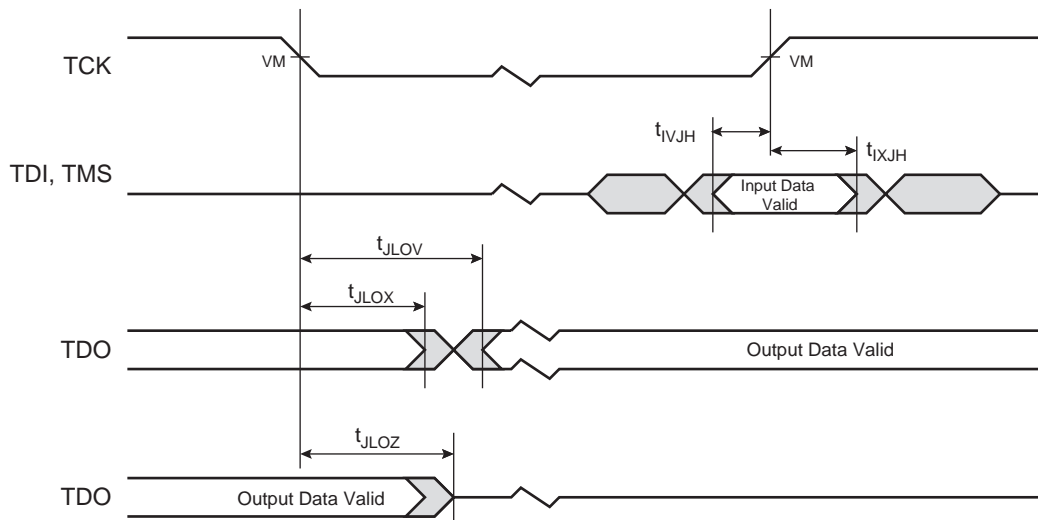 TCK
VM
VM
tIVJH
tIXJH
TDI, TMS
Input Data
Valid
tJLOV
tJLOX
TDO
Output Data Valid
tJLOZ
TDO
Output Data Valid